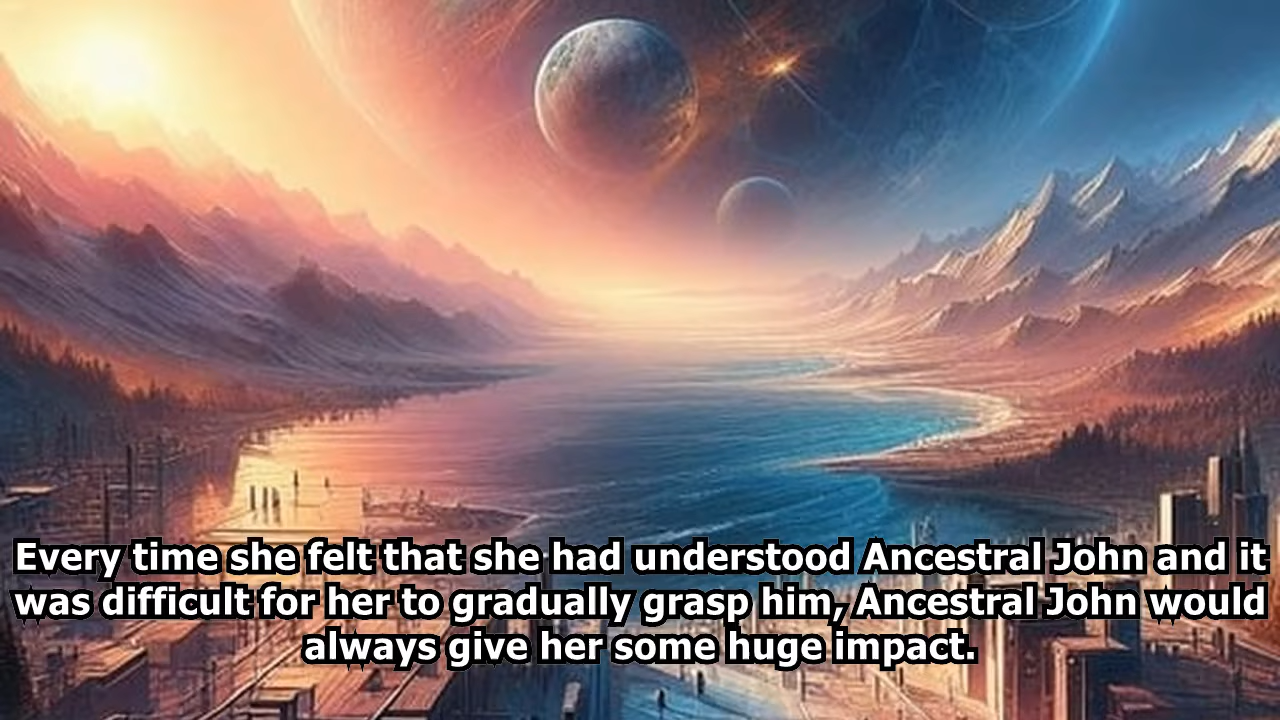 Every time she felt that she had understood Ancestral John and it
was difficult for her to gradually grasp him, Ancestral John would
always give her some huge impact.